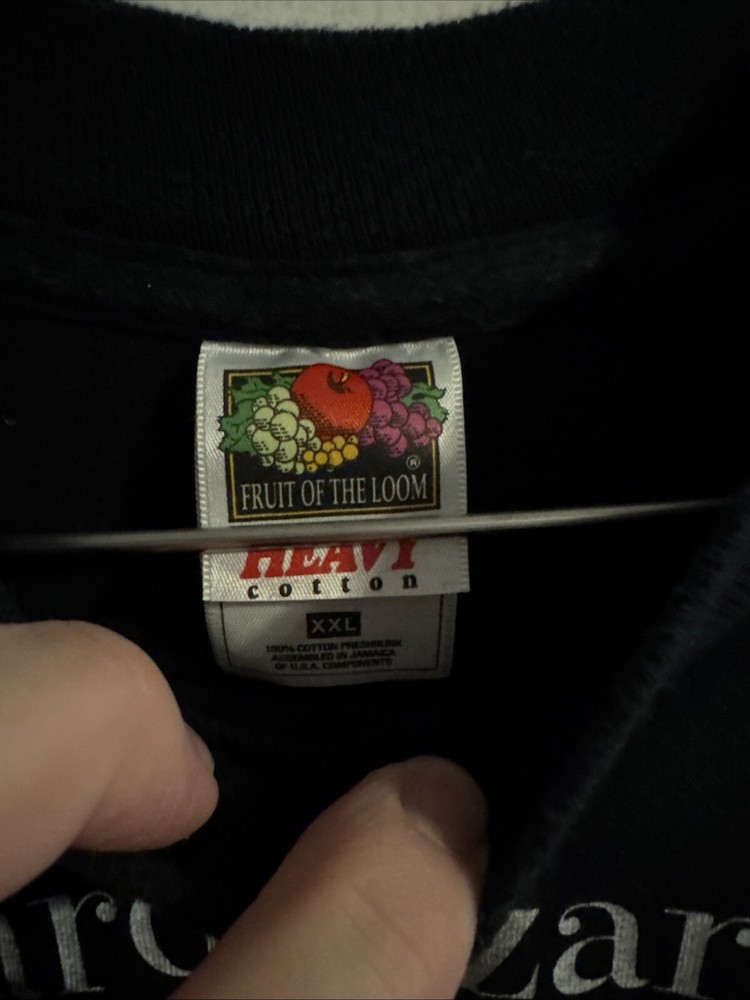 ®
FRUIT OF THE LOOM
HEAVY
cotton
XXL
100% COTTON PRESHRUNK
ASSEMBLED IN JAMAICA
OF U.S.A. COMPONENTS